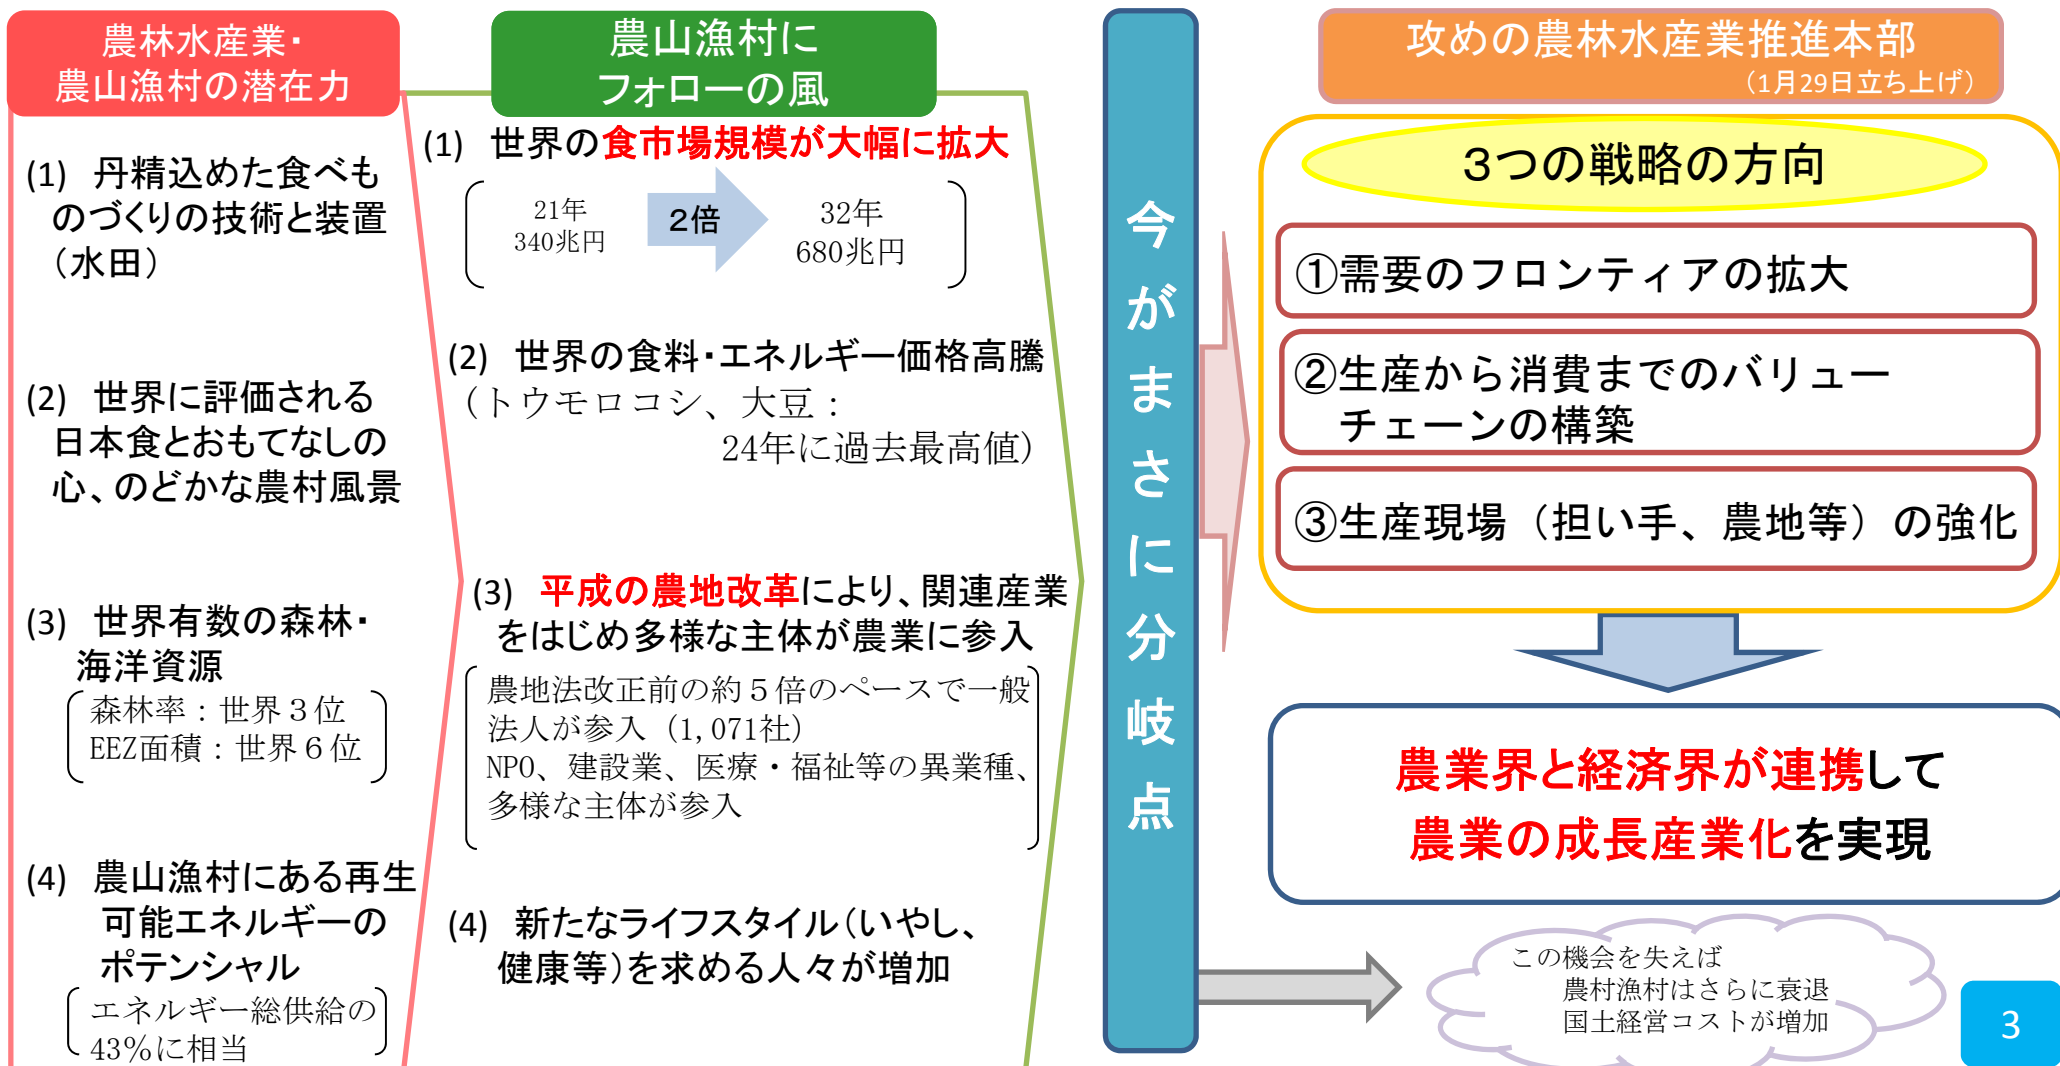 農林水産業・
農山漁村の潜在力
(1) 丹精込めた食べも
のづくりの技術と装置
（水田）
(2) 世界に評価される
日本食とおもてなしの
心、のどかな農村風景
(3) 世界有数の森林・
海洋資源
森林率：世界３位
EEZ面積：世界６位
(4) 農山漁村にある再生
可能エネルギーの
ポテンシャル
エネルギー総供給の
43％に相当
農山漁村に
フォローの風
(1) 世界の食市場規模が大幅に拡大
21年
340兆円
２倍
32年
680兆円
(2) 世界の食料・エネルギー価格高騰
（トウモロコシ、大豆：
24年に過去最高値）
(3) 平成の農地改革により、関連産業
をはじめ多様な主体が農業に参入
農地法改正前の約５倍のペースで一般
法人が参入（1,071社）
NPO、建設業、医療・福祉等の異業種、
多様な主体が参入
(4) 新たなライフスタイル（いやし、
健康等）を求める人々が増加
今がまさに分岐点
攻めの農林水産業推進本部
（1月29日立ち上げ）
３つの戦略の方向
①需要のフロンティアの拡大
②生産から消費までのバリュー
チェーンの構築
③生産現場（担い手、農地等）の強化
農業界と経済界が連携して
農業の成長産業化を実現
この機会を失えば
農村漁村はさらに衰退
国土経営コストが増加
3